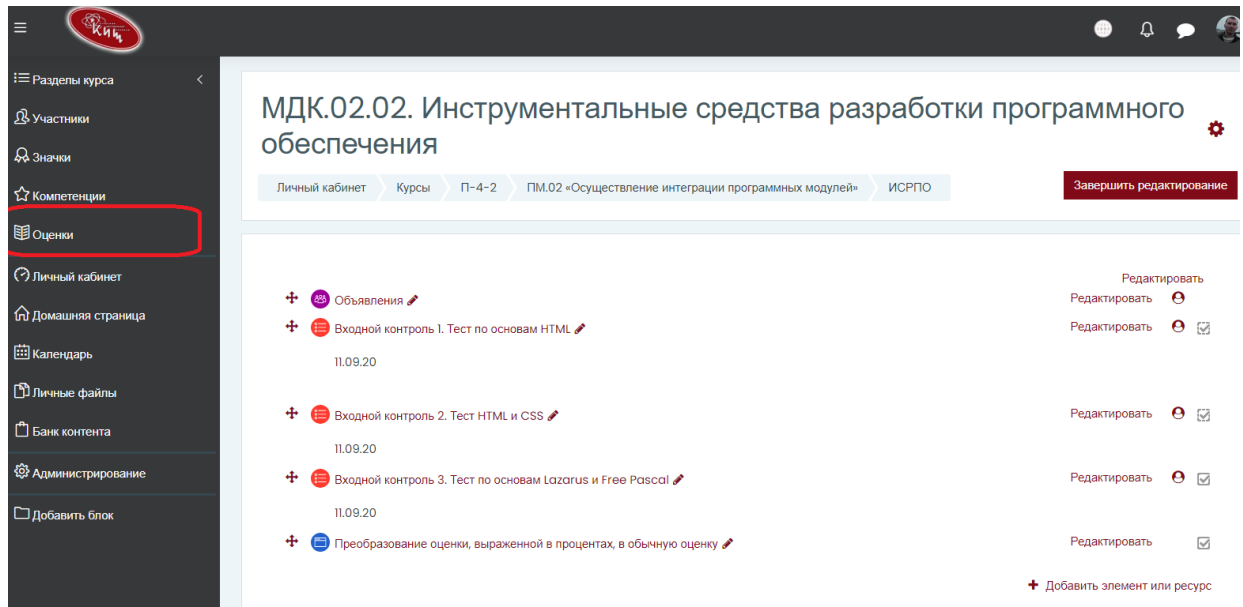 КИЦ
Разделы курса
Участники
Значки
Компетенции
Оценки
Личный кабинет
Домашняя страница
Календарь
Личные файлы
Банк контента
Администрирование
Добавить блок
МДК.02.02. Инструментальные средства разработки программного
обеспечения
Личный кабинет Курсы П-4-2 ПМ.02 «Осуществление интеграции программных модулей» ИСРПО
Завершить редактирование
Редактировать
Объявления Редактировать
Входной контроль 1. Тест по основам HTML Редактировать
11.09.20
Входной контроль 2. Тест HTML и CSS Редактировать
11.09.20
Входной контроль 3. Тест по основам Lazarus и Free Pascal Редактировать
11.09.20
Преобразование оценки, выраженной в процентах, в обычную оценку Редактировать
Добавить элемент или ресурс